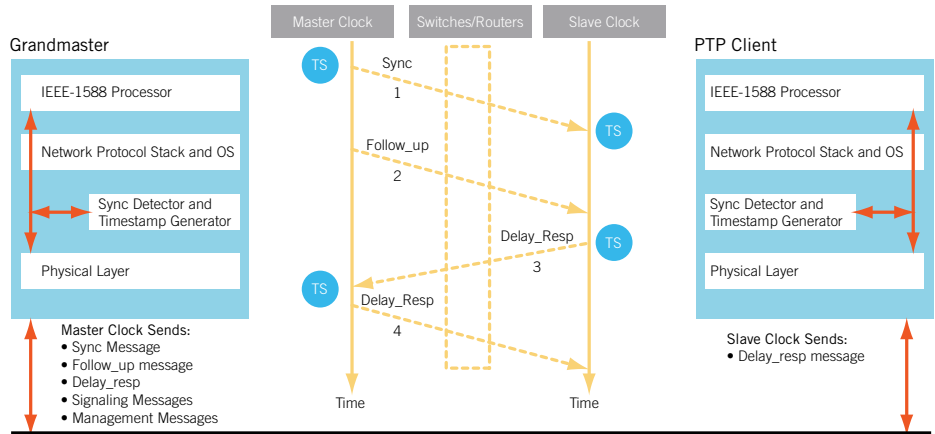 Master Clock
Switches/Routers
Slave Clock
Grandmaster
IEEE-1588 Processor
Network Protocol Stack and OS
Sync Detector and
Timestamp Generator
Physical Layer
Master Clock Sends:
• Sync Message
• Follow_up message
• Delay_resp
• Signaling Messages
• Management Messages
TS
Sync
1
TS
Follow_up
2
Delay_Resp
TS
3
TS
Delay_Resp
4
Time
Time
PTP Client
IEEE-1588 Processor
Network Protocol Stack and OS
Sync Detector and
Timestamp Generator
Physical Layer
Slave Clock Sends:
• Delay_resp message